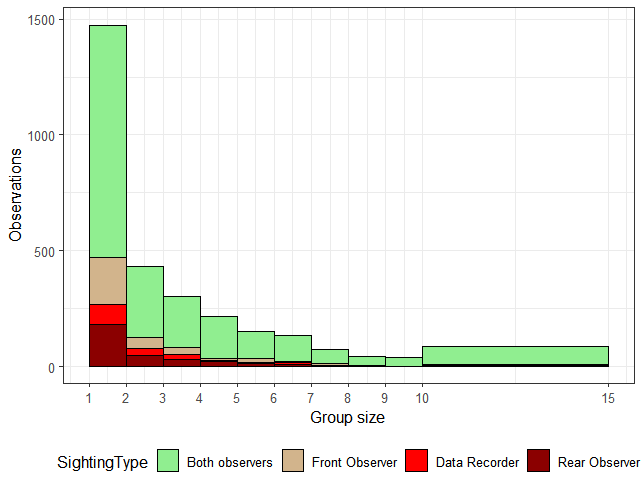 1500
1000
500
0
Observations
1 2 3 4 5 6 7 8 9 10 15
Group size
SightingType Both observers Front Observer Data Recorder Rear Observer